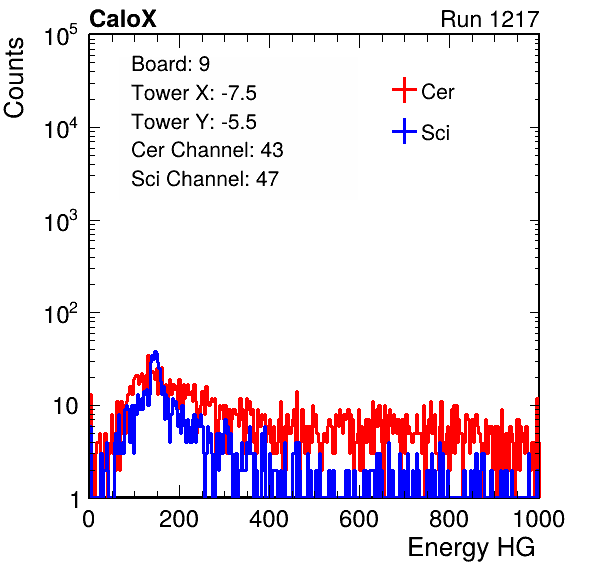 CaloX Run 1217
Counts
10^5
10^4
10^3
10^2
10
1
Board: 9
Tower X: -7.5
Tower Y: -5.5
Cer Channel: 43
Sci Channel: 47
Cer
Sci
0 200 400 600 800 1000
Energy HG